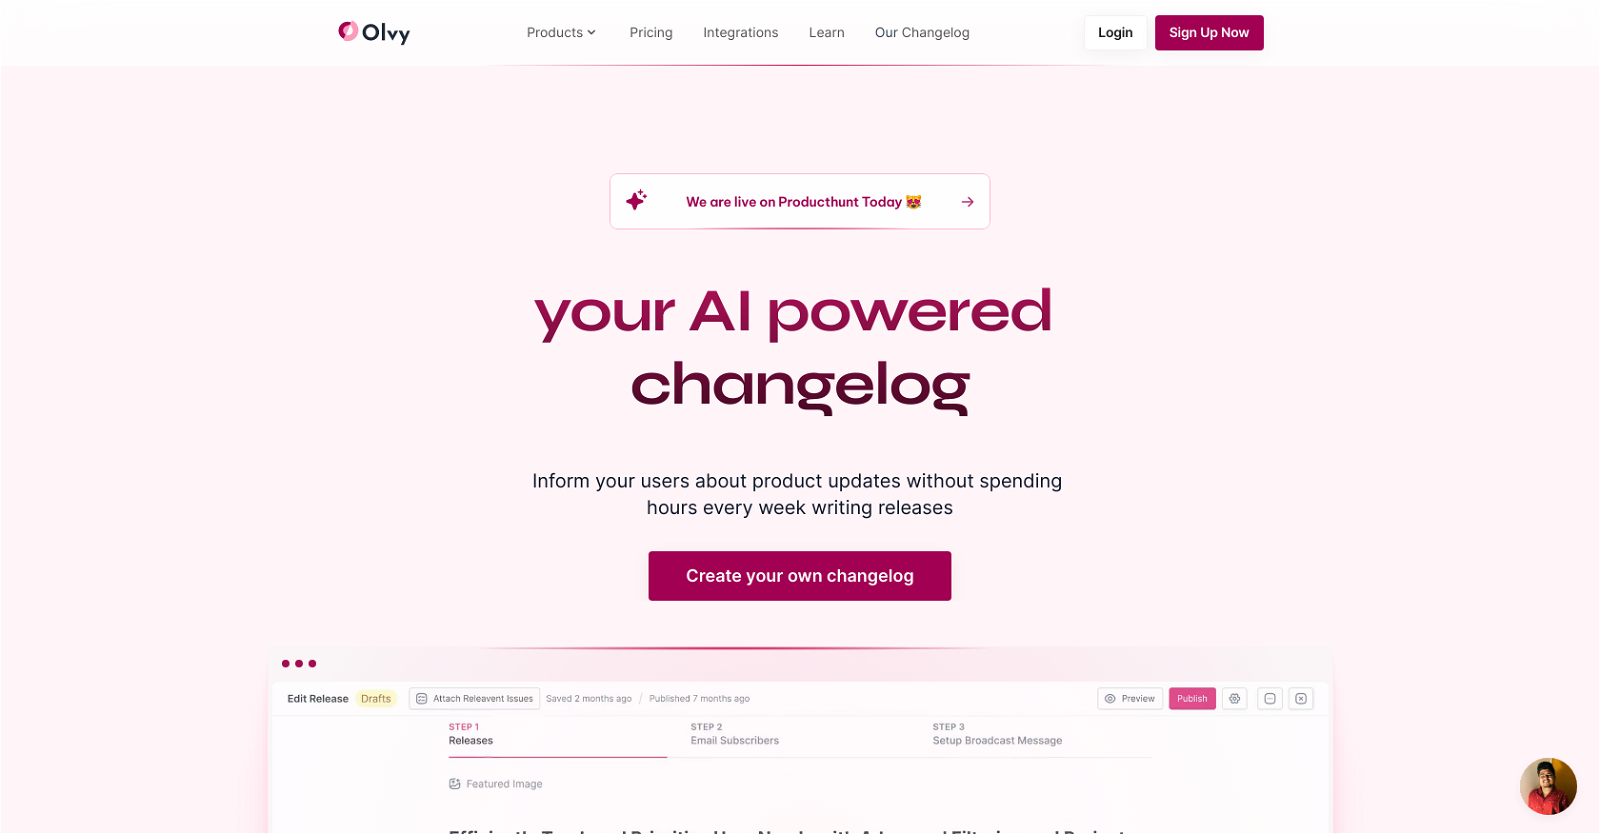 Olvy
Products
Pricing
Integrations
Learn
Our Changelog
Login
Sign Up Now
We are live on Producthunt Today 😻
your AI powered
changelog
Inform your users about product updates without spending
hours every week writing releases
Create your own changelog
Edit Release
Drafts
Attach Releavent Issues
Saved 2 months ago / Published 7 months ago
Preview
Publish
STEP 1
Releases
STEP 2
Email Subscribers
STEP 3
Setup Broadcast Message
Featured Image